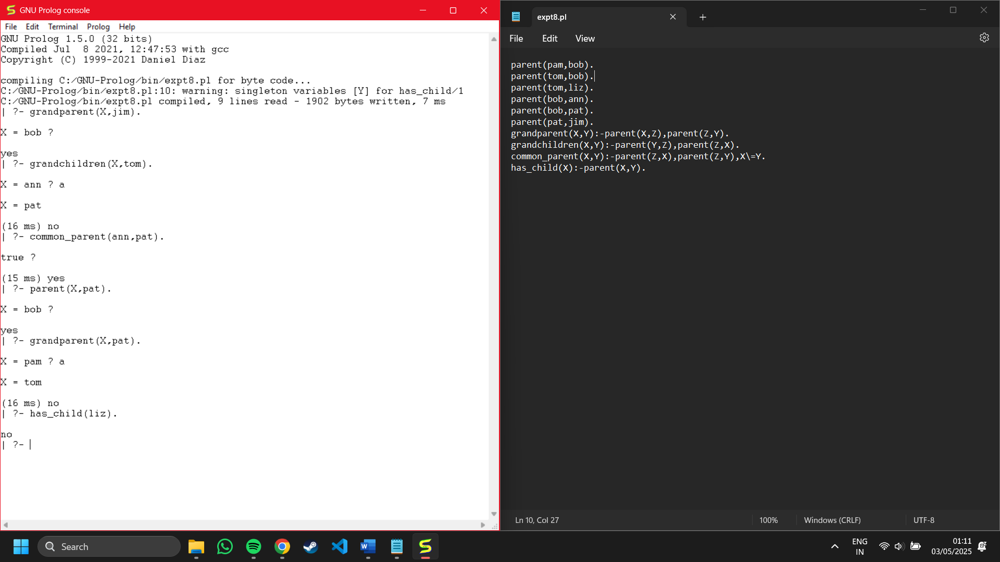 GNU Prolog console
File Edit Terminal Prolog Help
GNU Prolog 1.5.0 (32 bits)
Compiled Jul  8 2021, 12:47:53 with gcc
Copyright (C) 1999-2021 Daniel Diaz
compiling C:/GNU-Prolog/bin/expt8.pl for byte code...
C:/GNU-Prolog/bin/expt8.pl:10: warning: singleton variables [Y] for has_child/1
C:/GNU-Prolog/bin/expt8.pl compiled, 9 lines read - 1902 bytes written, 7 ms
| ?- grandparent(X,jim).
X = bob ?
yes
| ?- grandchildren(X,tom).
X = ann ? a
X = pat
(16 ms) no
| ?- common_parent(ann,pat).
true ?
(15 ms) yes
| ?- parent(X,pat).
X = bob ?
yes
| ?- grandparent(X,pat).
X = pam ? a
X = tom
(16 ms) no
| ?- has_child(liz).
no
| ?-
expt8.pl
File Edit View
parent(pam,bob).
parent(tom,bob).
parent(tom,liz).
parent(bob,ann).
parent(bob,pat).
parent(pat,jim).
grandparent(X,Y):-parent(X,Z),parent(Z,Y).
grandchildren(X,Y):-parent(Y,Z),parent(Z,X).
common_parent(X,Y):-parent(Z,X),parent(Z,Y),X\=Y.
has_child(X):-parent(X,Y).
Ln 10, Col 27 100% Windows (CRLF) UTF-8
Search
ENG
IN
01:11
03/05/2025